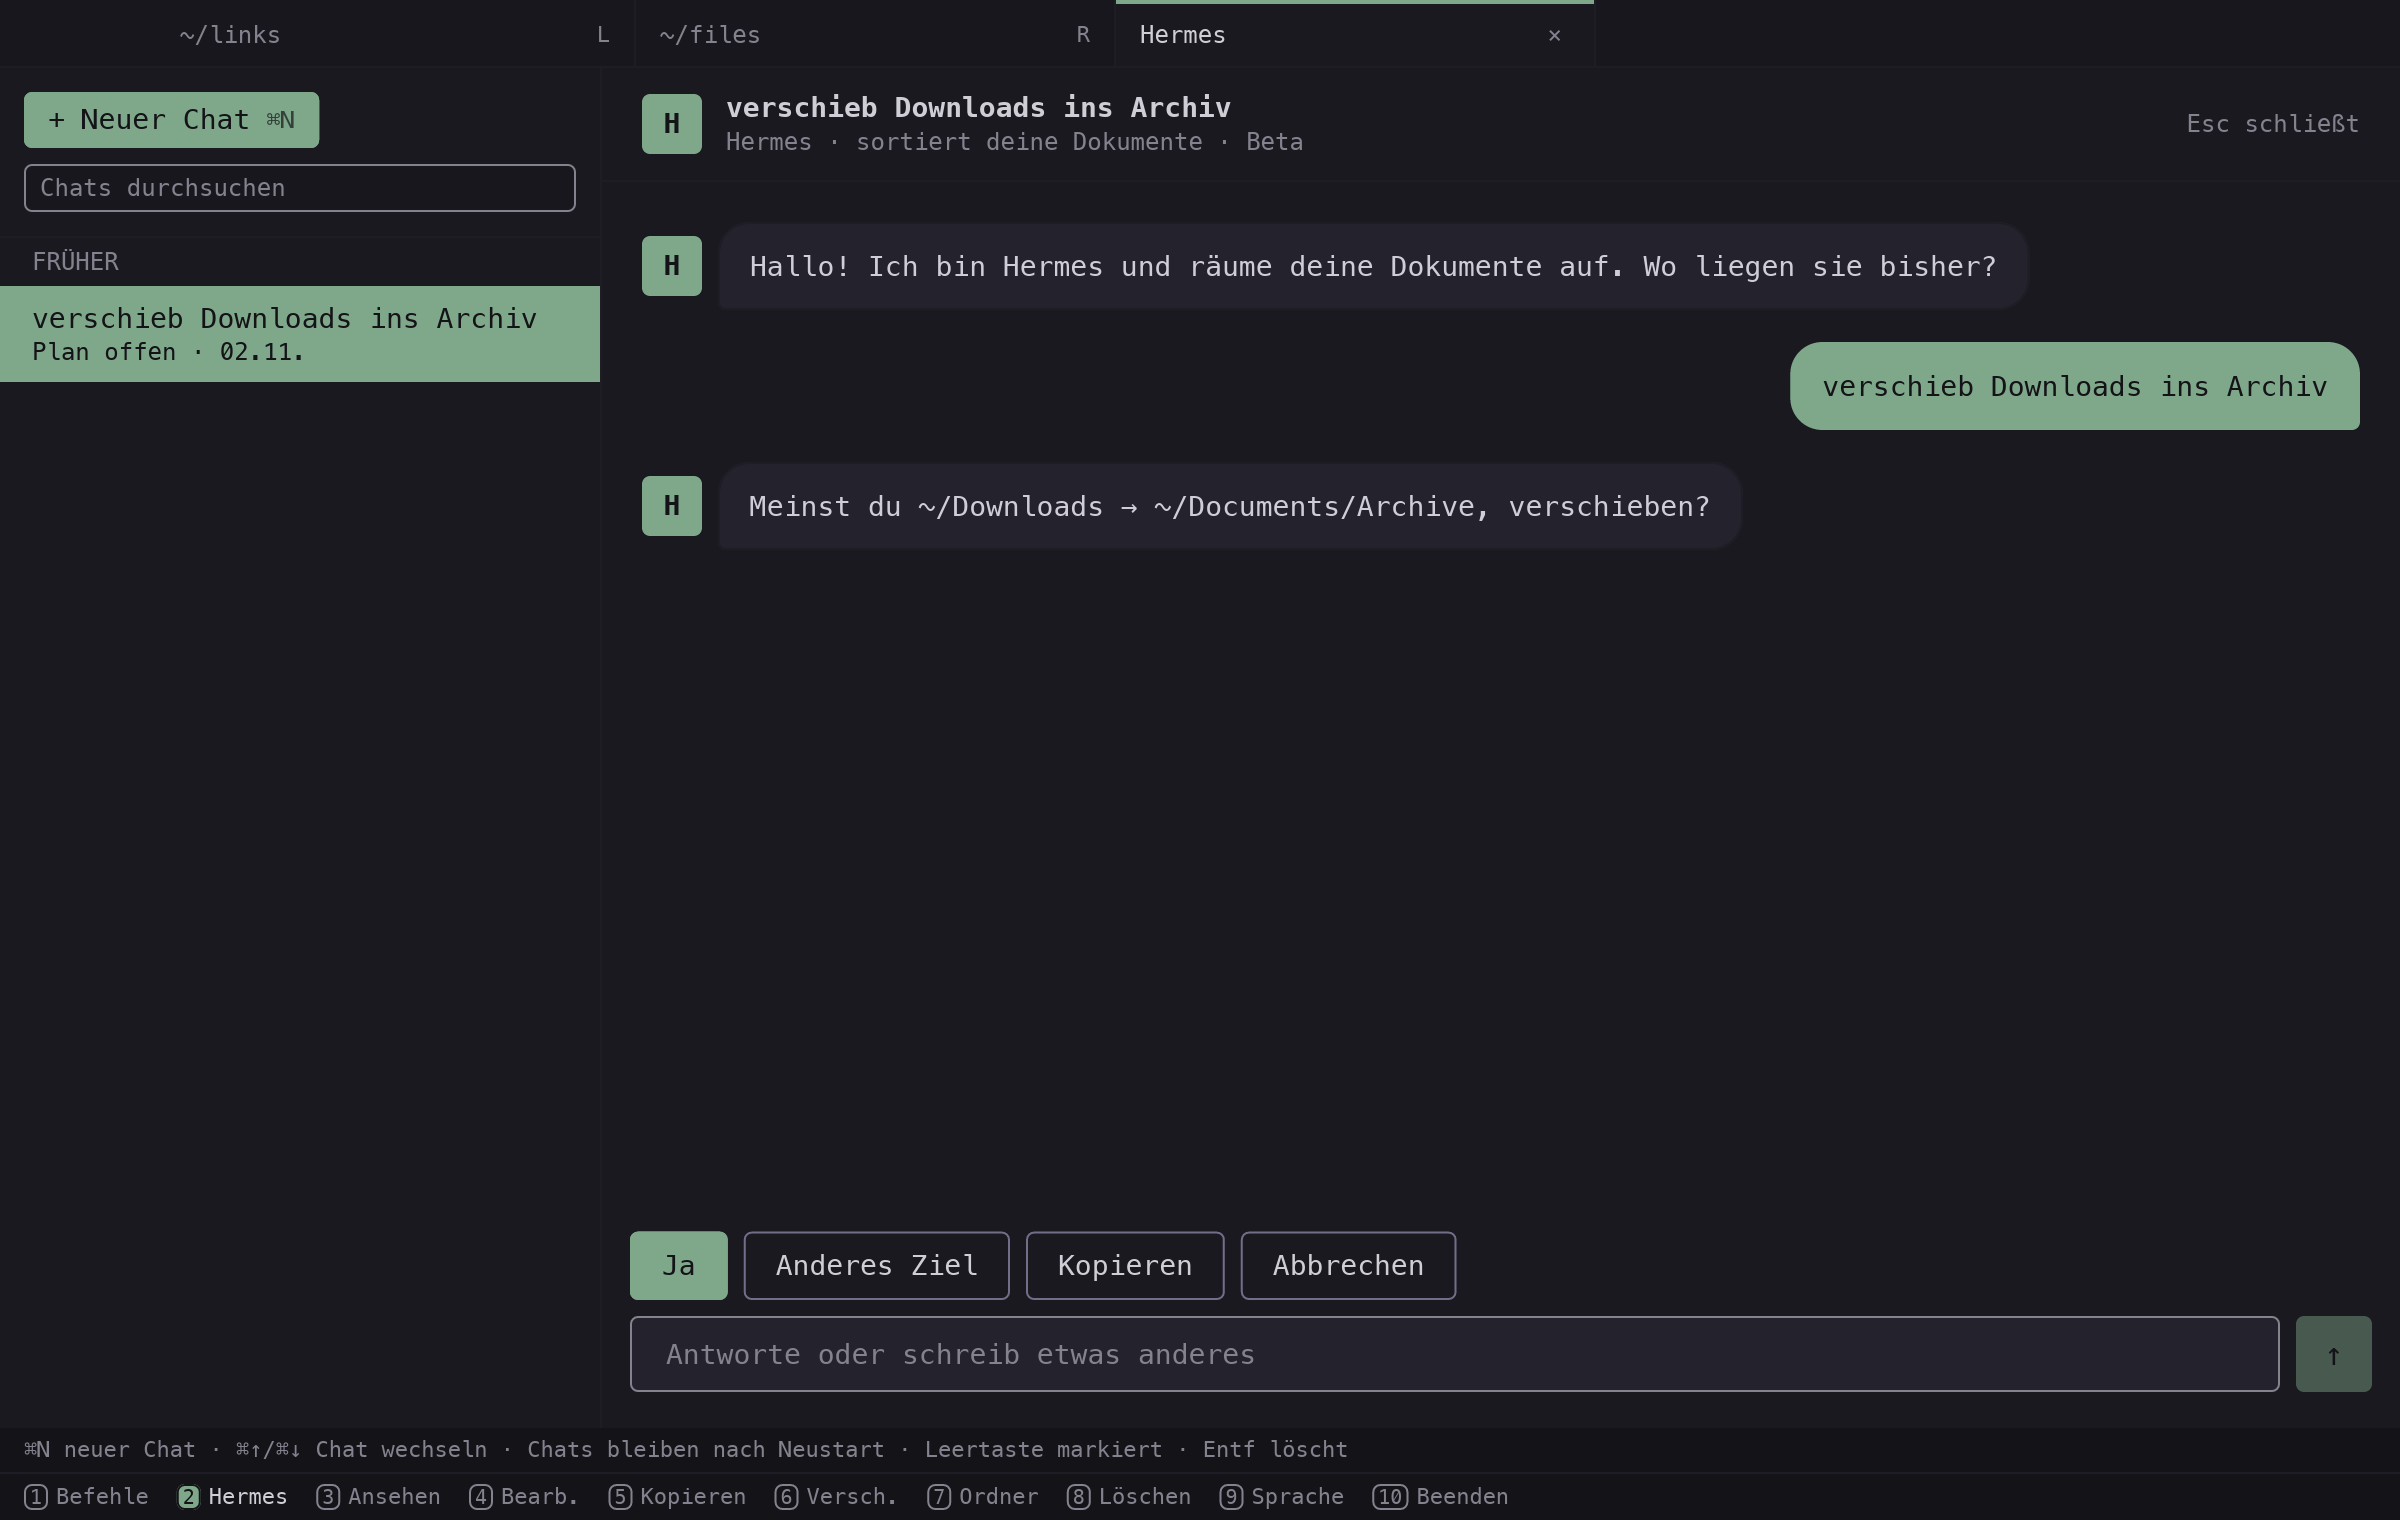 ~/links L ~/files R Hermes ×
+ Neuer Chat ⌘N
Chats durchsuchen
FRÜHER
verschieb Downloads ins Archiv
Plan offen · 02.11.
H
verschieb Downloads ins Archiv
Hermes · sortiert deine Dokumente · Beta
Esc schließt
H
Hallo! Ich bin Hermes und räume deine Dokumente auf. Wo liegen sie bisher?
verschieb Downloads ins Archiv
H
Meinst du ~/Downloads → ~/Documents/Archive, verschieben?
Ja Anderes Ziel Kopieren Abbrechen
Antworte oder schreib etwas anderes ↑
⌘N neuer Chat · ⌘↑/⌘↓ Chat wechseln · Chats bleiben nach Neustart · Leertaste markiert · Entf löscht
1 Befehle 2 Hermes 3 Ansehen 4 Bearb. 5 Kopieren 6 Versch. 7 Ordner 8 Löschen 9 Sprache 10 Beenden